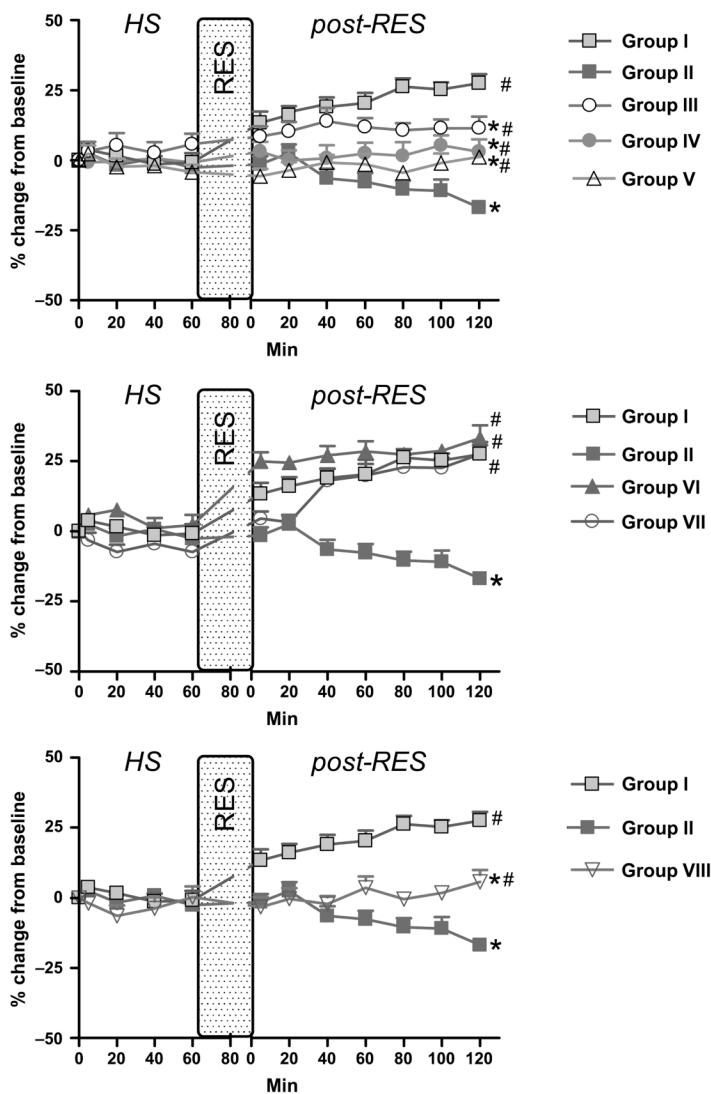 HS
post-RES
RES
50
25
0
–25
–50
% change from baseline
0 20 40 60 80 0 20 40 60 80 100 120
Min
#
*#
*#
*#
*
Group I
Group II
Group III
Group IV
Group V
HS
post-RES
RES
50
25
0
–25
–50
% change from baseline
0 20 40 60 80 0 20 40 60 80 100 120
Min
#
#
#
*
Group I
Group II
Group VI
Group VII
HS
post-RES
RES
50
25
0
–25
–50
% change from baseline
0 20 40 60 80 0 20 40 60 80 100 120
Min
#
*#
*
Group I
Group II
Group VIII